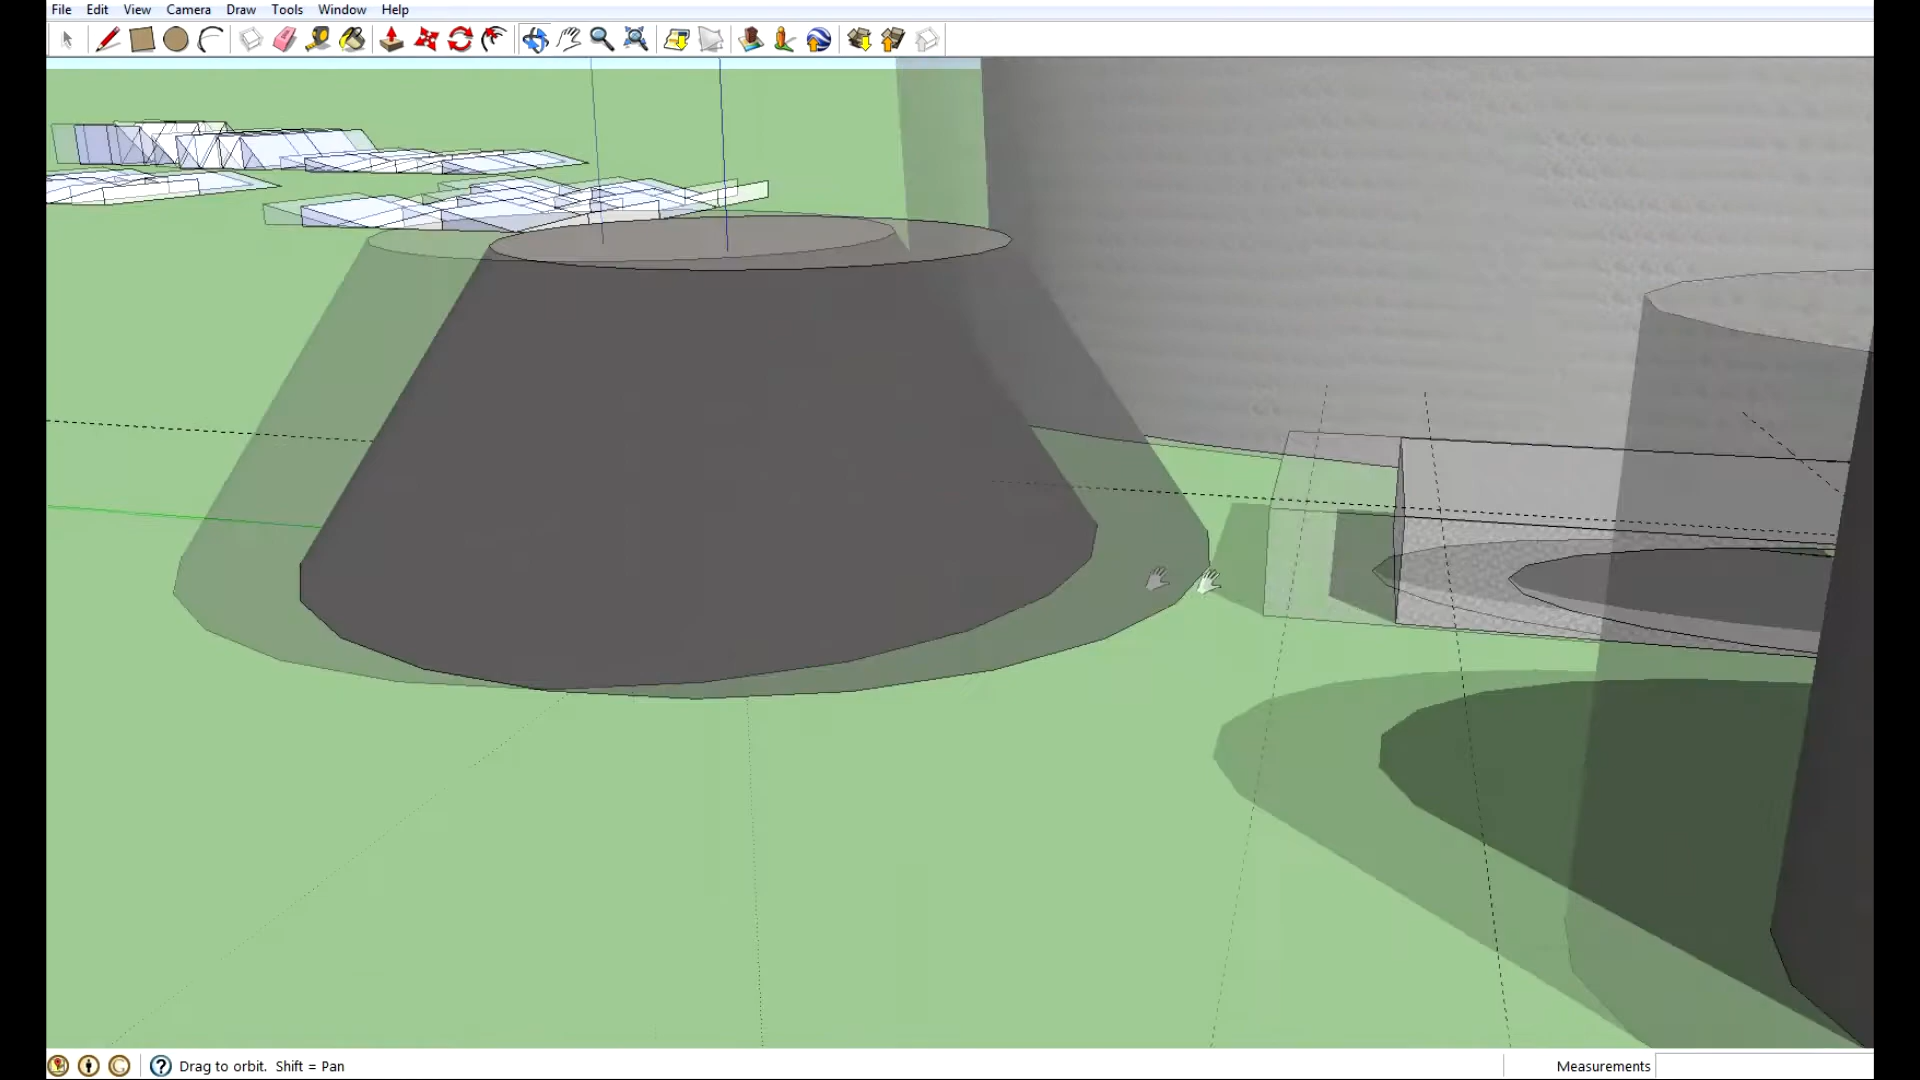 File Edit View Camera Draw Tools Window Help
Drag to orbit. Shift = Pan
Measurements